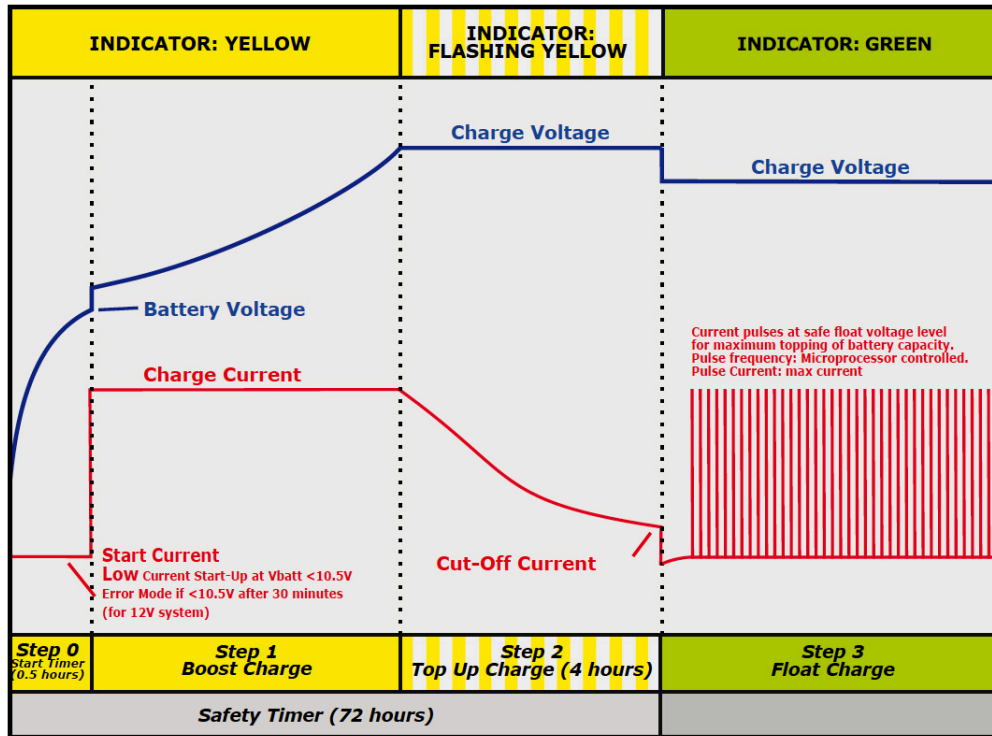 INDICATOR: YELLOW
INDICATOR:
FLASHING YELLOW
INDICATOR: GREEN
Charge Voltage
Charge Voltage
Battery Voltage
Current pulses at safe float voltage level
for maximum topping of battery capacity.
Pulse frequency: Microprocessor controlled.
Pulse Current: max current
Charge Current
Start Current
Low Current Start-Up at Vbatt <10.5V
Error Mode if <10.5V after 30 minutes
(for 12V system)
Cut-Off Current
Step 0
Start Timer
(0.5 hours)
Step 1
Boost Charge
Step 2
Top Up Charge (4 hours)
Step 3
Float Charge
Safety Timer (72 hours)